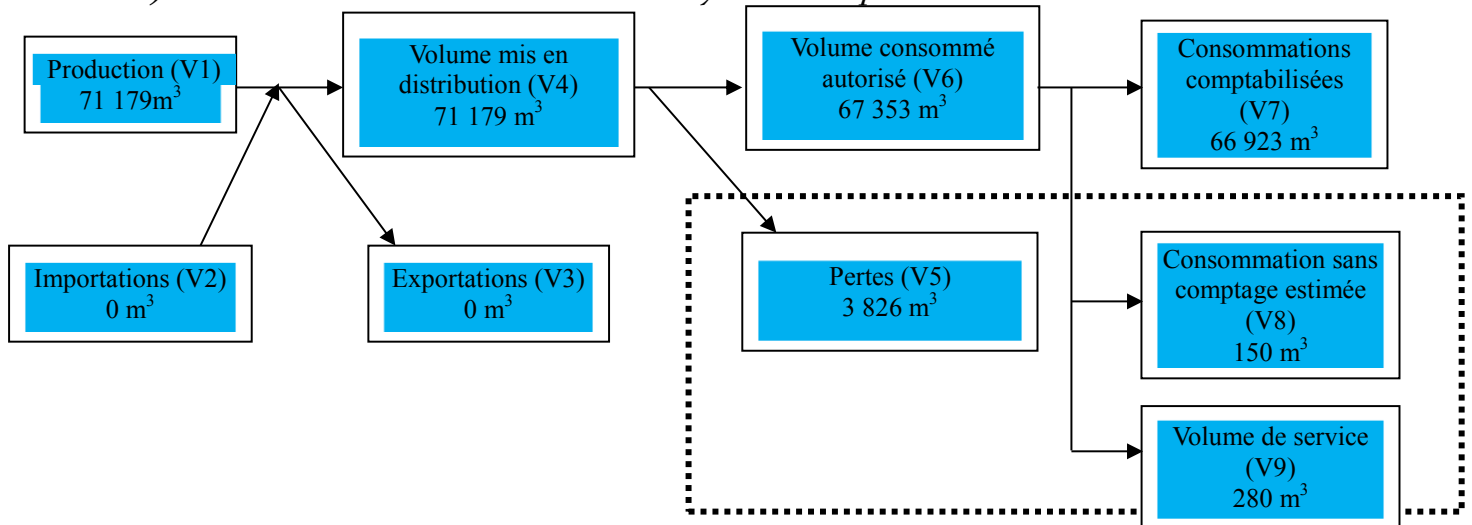 Production (V1)
71 179m³
Volume mis en
distribution (V4)
71 179 m³
Volume consommé
autorisé (V6)
67 353 m³
Consommations
comptabilisées
(V7)
66 923 m³
Importations (V2)
0 m³
Exportations (V3)
0 m³
Pertes (V5)
3 826 m³
Consommation sans
comptage estimée
(V8)
150 m³
Volume de service
(V9)
280 m³